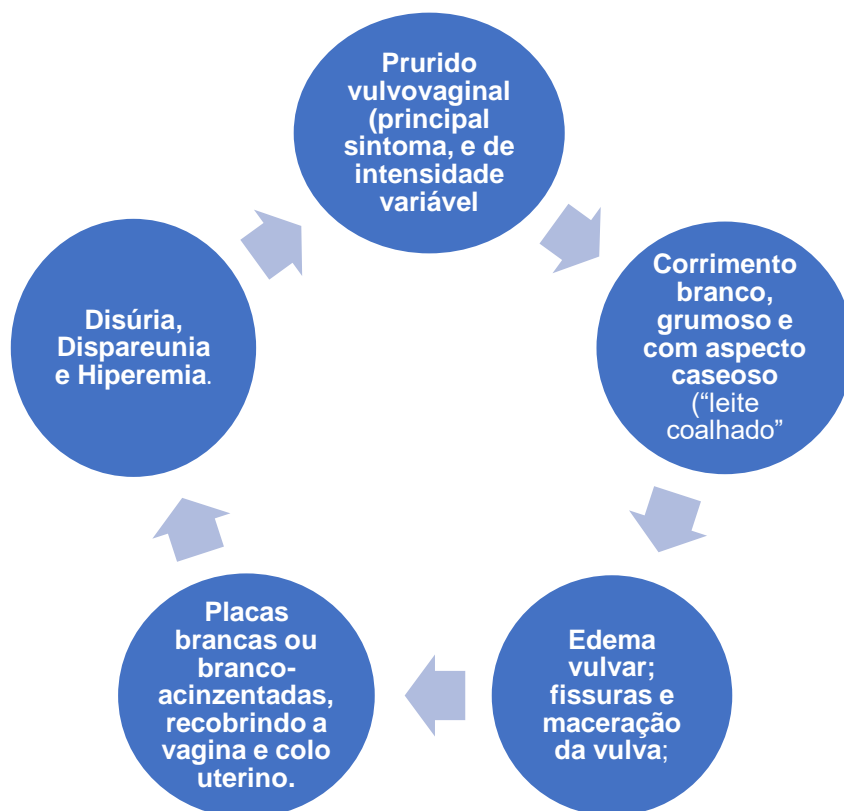 Prurido
vulvovaginal
(principal
sintoma, e de
intensidade
variável
Corrimento
branco,
grumoso e
com aspecto
caseoso
(“leite
coalhado”
Edema
vulvar;
fissuras e
maceração
da vulva;
Placas
brancas ou
branco-
acinzentadas,
recobrindo a
vagina e colo
uterino.
Disúria,
Dispareunia
e Hiperemia.